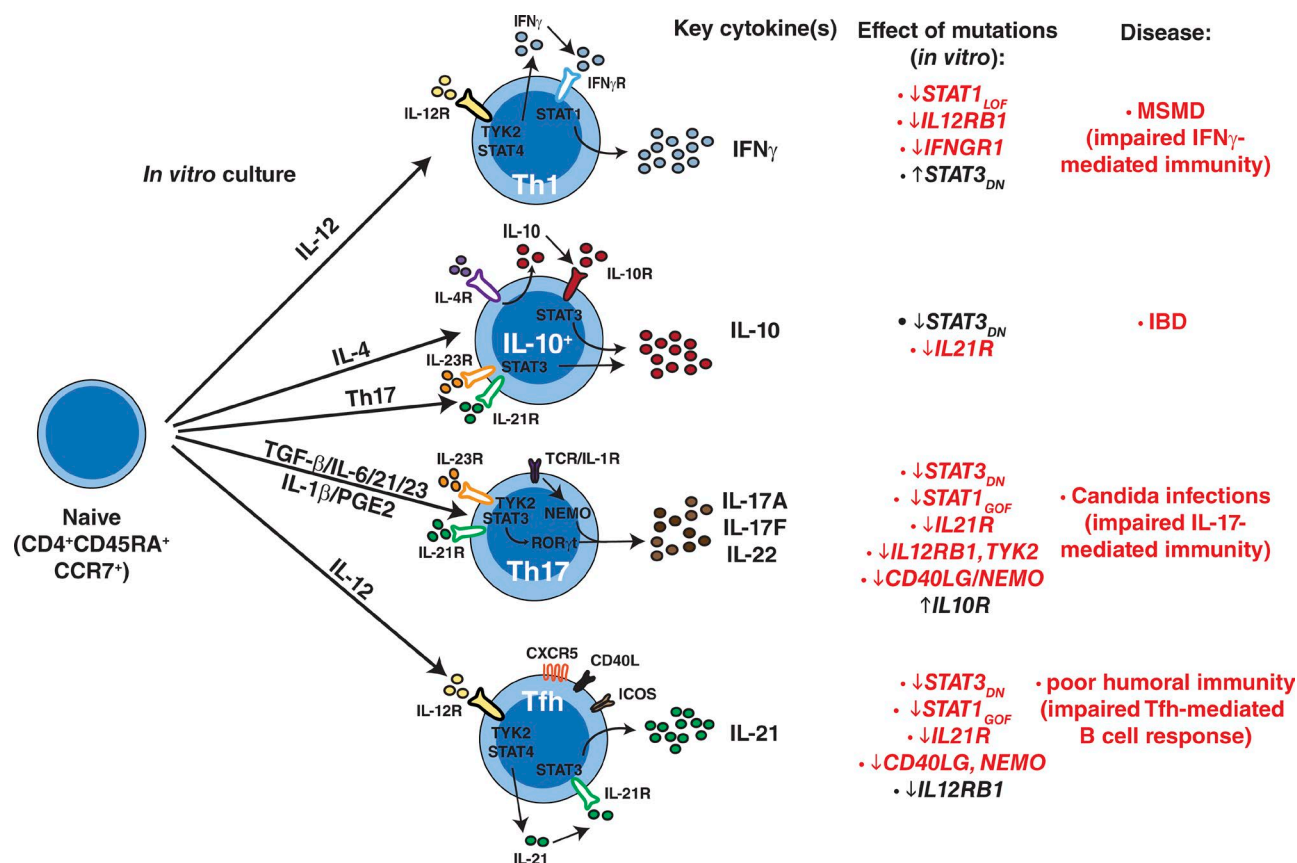 Key cytokine(s)
Effect of mutations
(in vitro):
Disease:
In vitro culture
Naive
(CD4⁺CD45RA⁺
CCR7⁺)
IL-12
IFNγ
IFNγR
IL-12R
TYK2
STAT4
STAT1
Th1
IFNγ
• ↓STAT1LOF
• ↓IL12RB1
• ↓IFNGR1
• ↑STAT3DN
• MSMD
(impaired IFNγ-
mediated immunity)
IL-4
Th17
IL-10
IL-10R
IL-4R
STAT3
IL-10⁺
IL-23R
STAT3
IL-21R
IL-10
• ↓STAT3DN
• ↓IL21R
• IBD
TGF-β/IL-6/21/23
IL-1β/PGE2
IL-23R
TCR/IL-1R
TYK2
STAT3
NEMO
IL-21R
RORγt
Th17
IL-17A
IL-17F
IL-22
• ↓STAT3DN
• ↓STAT1GOF
• ↓IL21R
• ↓IL12RB1, TYK2
• ↓CD40LG/NEMO
↑IL10R
• Candida infections
(impaired IL-17-
mediated immunity)
IL-12
CXCR5
CD40L
ICOS
Tfh
IL-12R
TYK2
STAT4
STAT3
IL-21R
IL-21
IL-21
• ↓STAT3DN
• ↓STAT1GOF
• ↓IL21R
• ↓CD40LG, NEMO
• ↓IL12RB1
• poor humoral immunity
(impaired Tfh-mediated
B cell response)